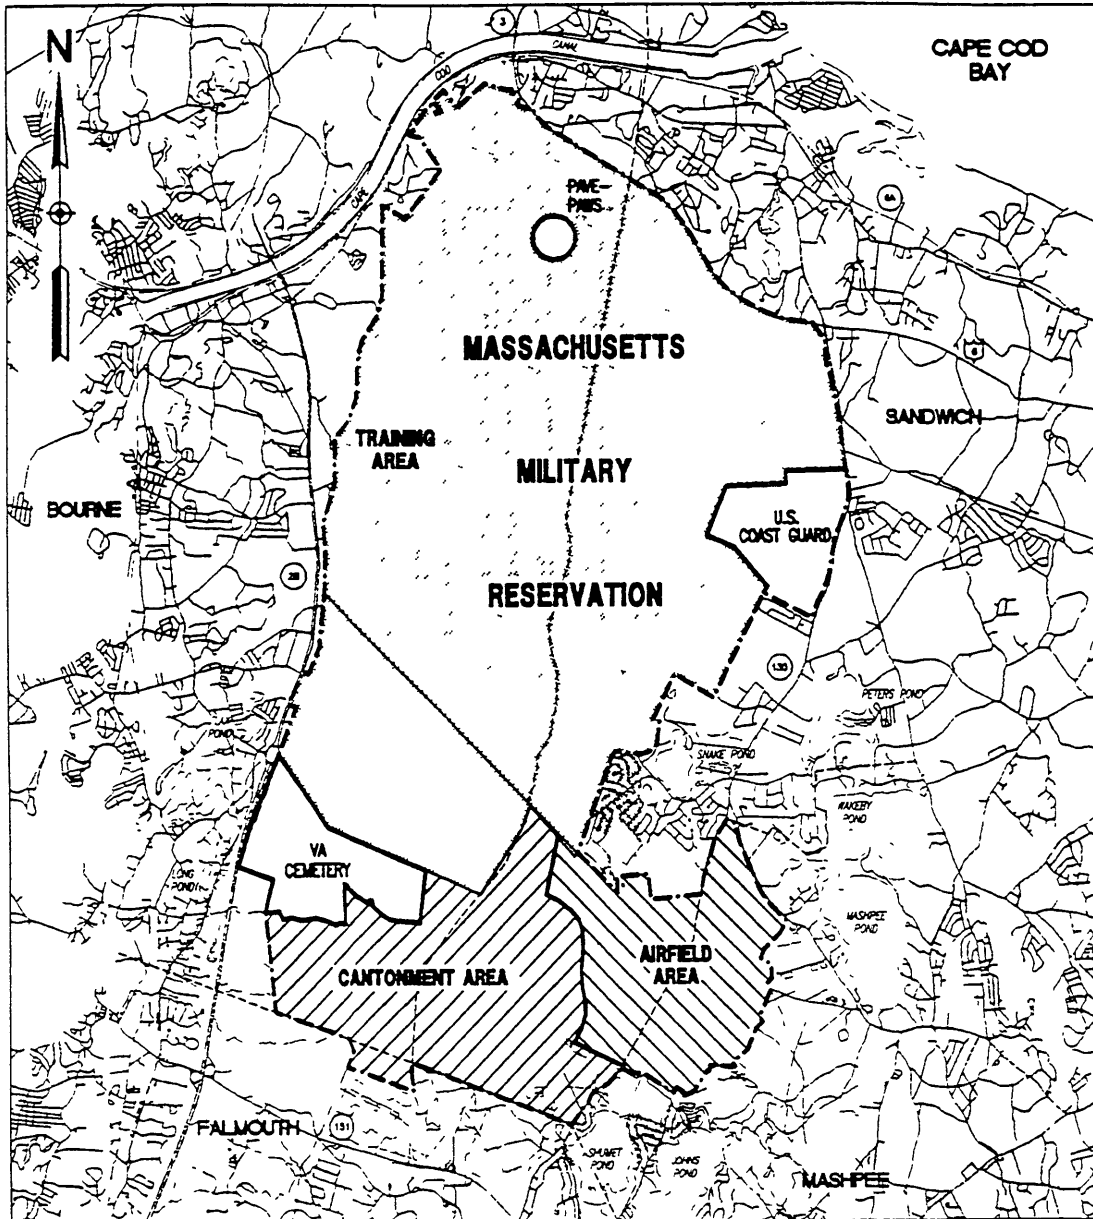 N
3
CANAL
COD
CAPE
CAPE COD
BAY
PAVE-
PAWS
6A
MASSACHUSETTS
6
TRAINING
AREA
SANDWICH
MILITARY
BOURNE
U.S.
COAST GUARD
28
RESERVATION
130
PETERS POND
POND
SNAKE POND
WAKEBY
POND
VA
CEMETERY
LONG
POND
MASHPEE
POND
AIRFIELD
AREA
CANTONMENT AREA
FALMOUTH
151
POND
JOHNS
POND
MASHPEE